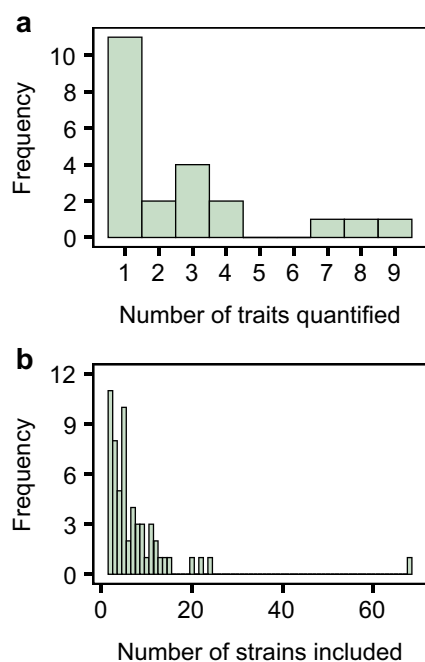 a
10
8
6
4
2
0
Frequency
1 2 3 4 5 6 7 8 9
Number of traits quantified
b
12
9
6
3
0
Frequency
0 20 40 60
Number of strains included